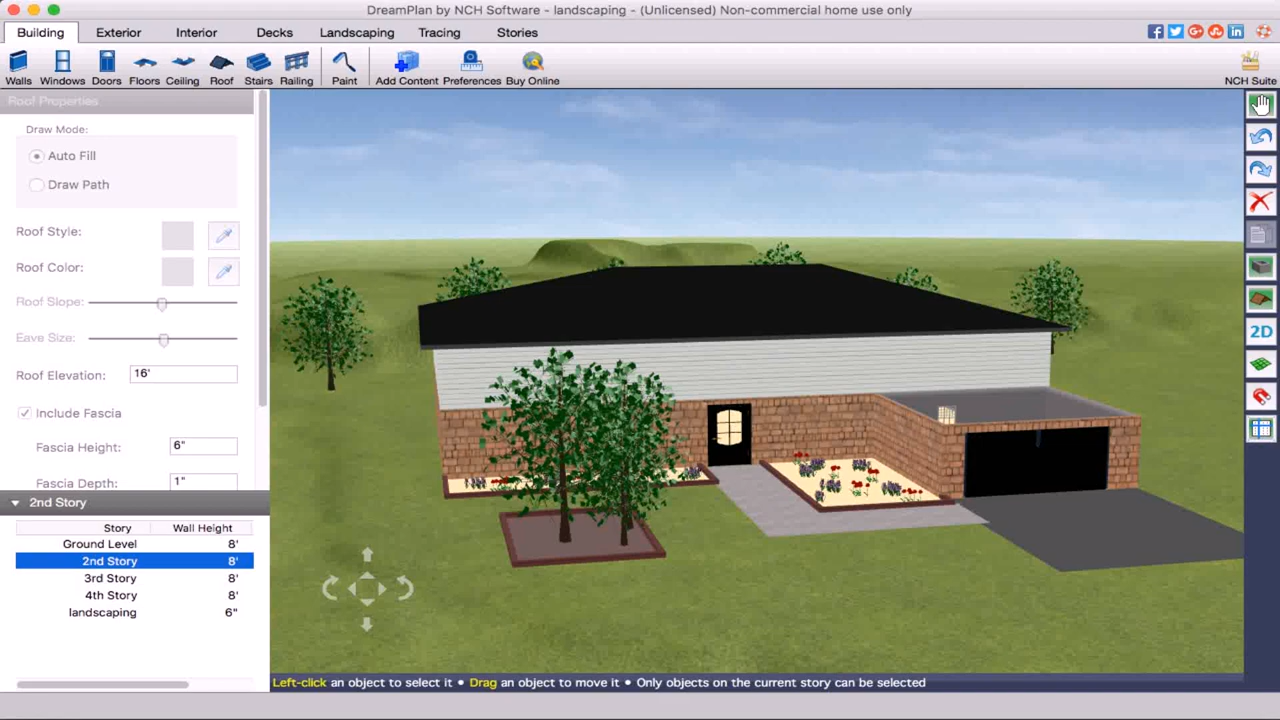 DreamPlan by NCH Software - landscaping - (Unlicensed) Non-commercial home use only
Building Exterior Interior Decks Landscaping Tracing Stories
Walls Windows Doors Floors Ceiling Roof Stairs Railing Paint Add Content Preferences Buy Online NCH Suite
Roof Properties
Draw Mode:
Auto Fill
Draw Path
Roof Style:
Roof Color:
Roof Slope:
Eave Size:
Roof Elevation: 16'
Include Fascia
Fascia Height: 6"
Fascia Depth: 1"
2nd Story
Story Wall Height
Ground Level 8'
2nd Story 8'
3rd Story 8'
4th Story 8'
landscaping 6"
2D
Left-click an object to select it • Drag an object to move it • Only objects on the current story can be selected